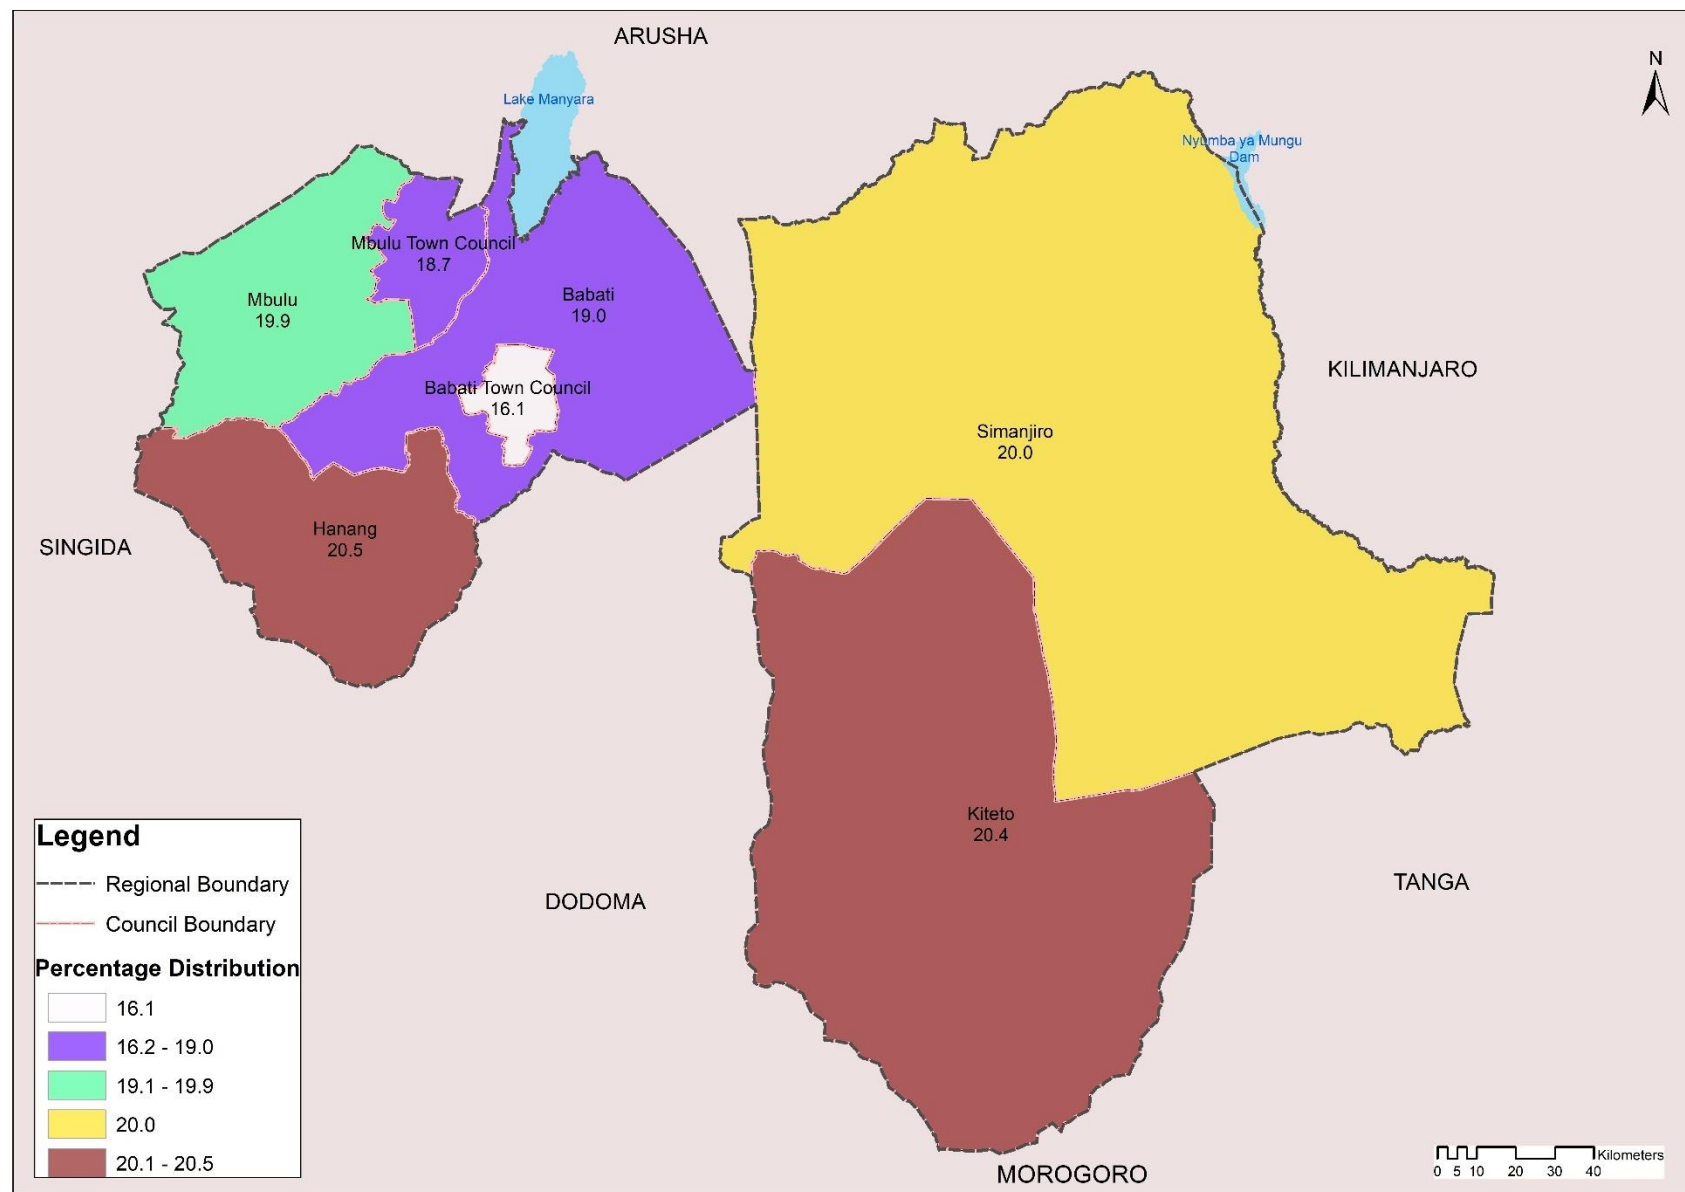 ARUSHA
N
Lake Manyara
Nyumba ya Mungu
Dam
Mbulu Town Council
18.7
Mbulu
19.9
Babati
19.0
KILIMANJARO
Babati Town Council
16.1
Simanjiro
20.0
Hanang
20.5
SINGIDA
Kiteto
20.4
TANGA
DODOMA
MOROGORO
Legend
Regional Boundary
Council Boundary
Percentage Distribution
16.1
16.2 - 19.0
19.1 - 19.9
20.0
20.1 - 20.5
Kilometers
0 5 10 20 30 40